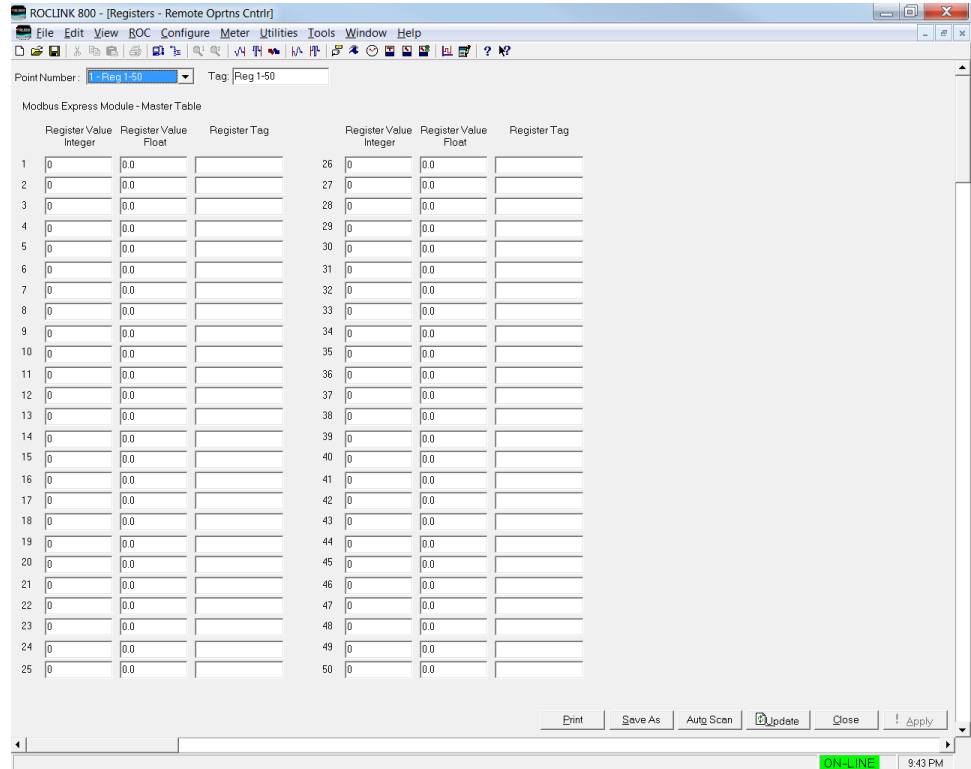 ROCLINK 800 - [Registers - Remote Oprtns Cntrlr]
File Edit View ROC Configure Meter Utilities Tools Window Help
Point Number: 1 - Reg 1-50 Tag: Reg 1-50
Modbus Express Module - Master Table
Register Value Register Value Register Tag Register Value Register Value Register Tag
Integer Float Integer Float
1 0 0.0 26 0 0.0
2 0 0.0 27 0 0.0
3 0 0.0 28 0 0.0
4 0 0.0 29 0 0.0
5 0 0.0 30 0 0.0
6 0 0.0 31 0 0.0
7 0 0.0 32 0 0.0
8 0 0.0 33 0 0.0
9 0 0.0 34 0 0.0
10 0 0.0 35 0 0.0
11 0 0.0 36 0 0.0
12 0 0.0 37 0 0.0
13 0 0.0 38 0 0.0
14 0 0.0 39 0 0.0
15 0 0.0 40 0 0.0
16 0 0.0 41 0 0.0
17 0 0.0 42 0 0.0
18 0 0.0 43 0 0.0
19 0 0.0 44 0 0.0
20 0 0.0 45 0 0.0
21 0 0.0 46 0 0.0
22 0 0.0 47 0 0.0
23 0 0.0 48 0 0.0
24 0 0.0 49 0 0.0
25 0 0.0 50 0 0.0
Print Save As Auto Scan Update Close ! Apply
ON-LINE 9:43 PM